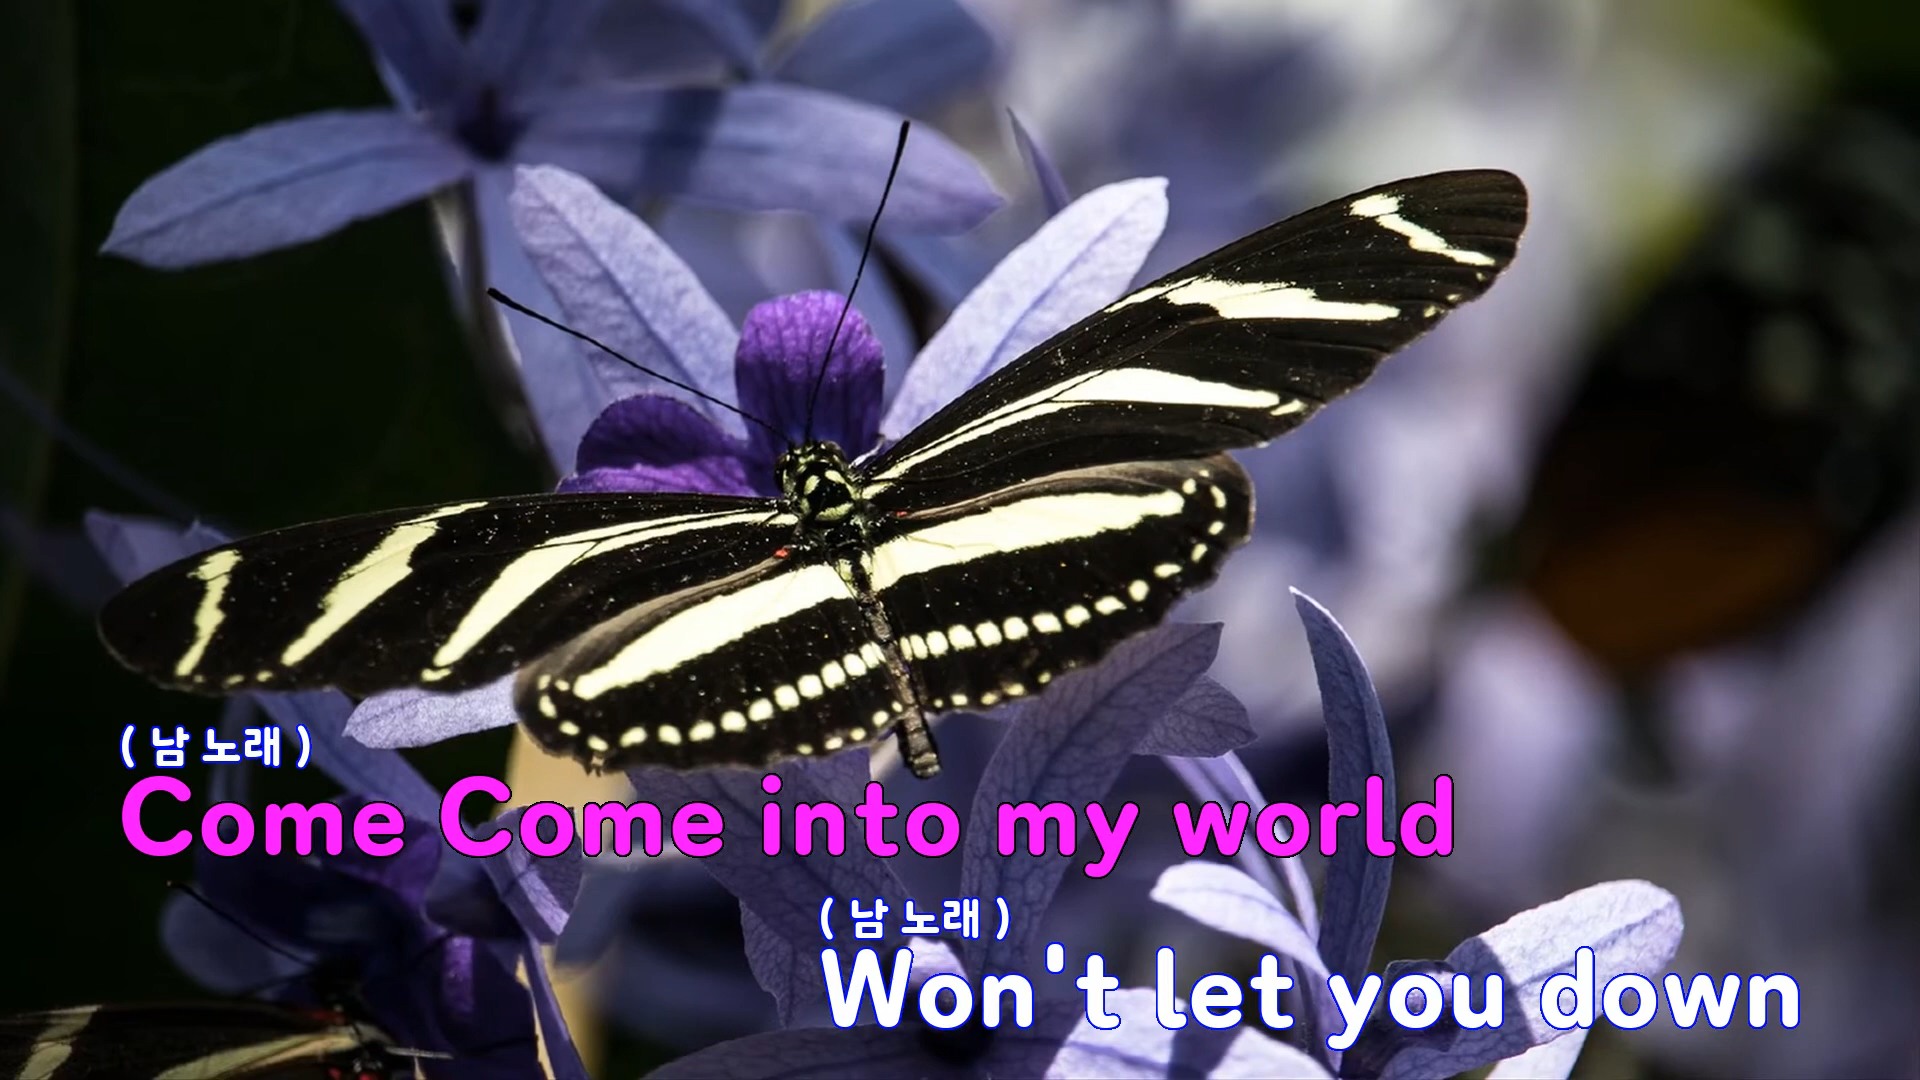 ( 남 노래 )
Come Come into my world
( 남 노래 )
Won't let you down